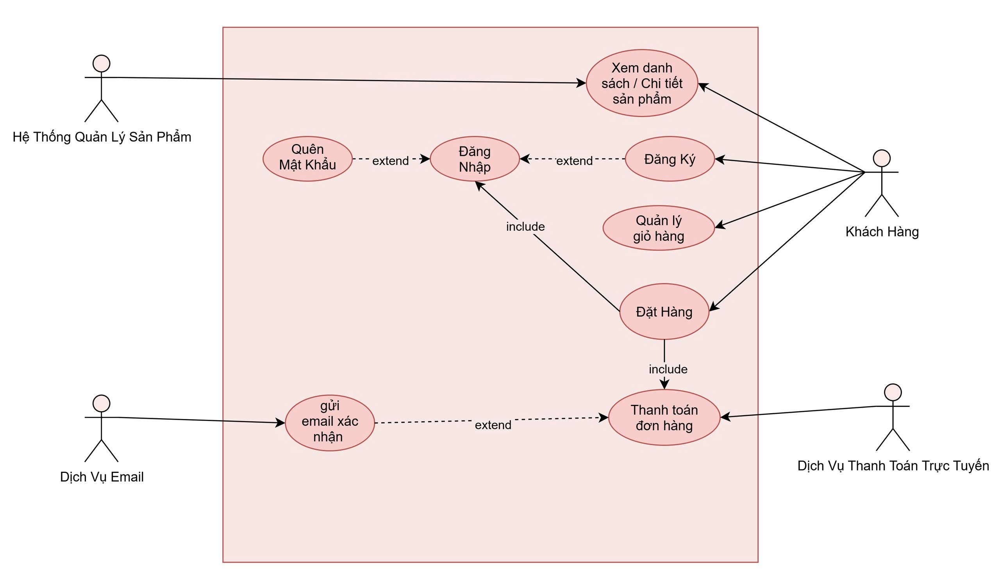 Xem danh
sách / Chi tiết
sản phẩm
Hệ Thống Quản Lý Sản Phẩm
Quên
Mật Khẩu
extend
Đăng
Nhập
extend
Đăng Ký
include
Quản lý
giỏ hàng
Khách Hàng
Đặt Hàng
include
gửi
email xác
nhận
extend
Thanh toán
đơn hàng
Dịch Vụ Email
Dịch Vụ Thanh Toán Trực Tuyến